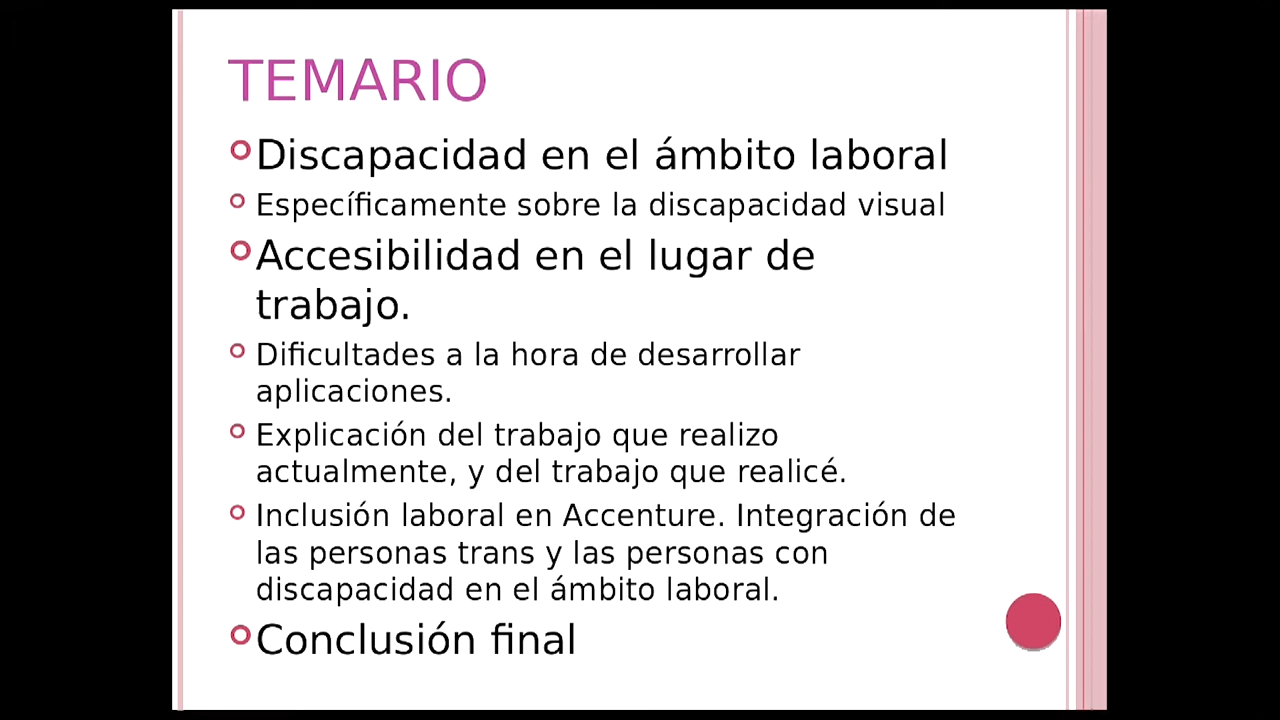 TEMARIO
Discapacidad en el ámbito laboral
Específicamente sobre la discapacidad visual
Accesibilidad en el lugar de
trabajo.
Dificultades a la hora de desarrollar
aplicaciones.
Explicación del trabajo que realizo
actualmente, y del trabajo que realicé.
Inclusión laboral en Accenture. Integración de
las personas trans y las personas con
discapacidad en el ámbito laboral.
Conclusión final